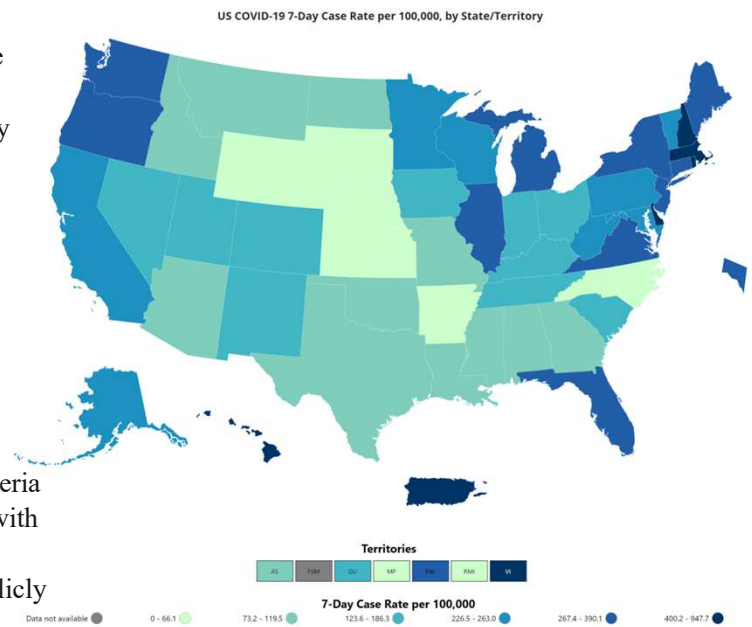 US COVID-19 7-Day Case Rate per 100,000, by State/Territory
eria
with
licly
Territories
AS FSM GU MP PW RMI VI
7-Day Case Rate per 100,000
Data not available 0 - 66.1 73.2 - 119.5 123.6 - 186.3 226.5 - 263.0 267.4 - 390.1 400.2 - 947.7